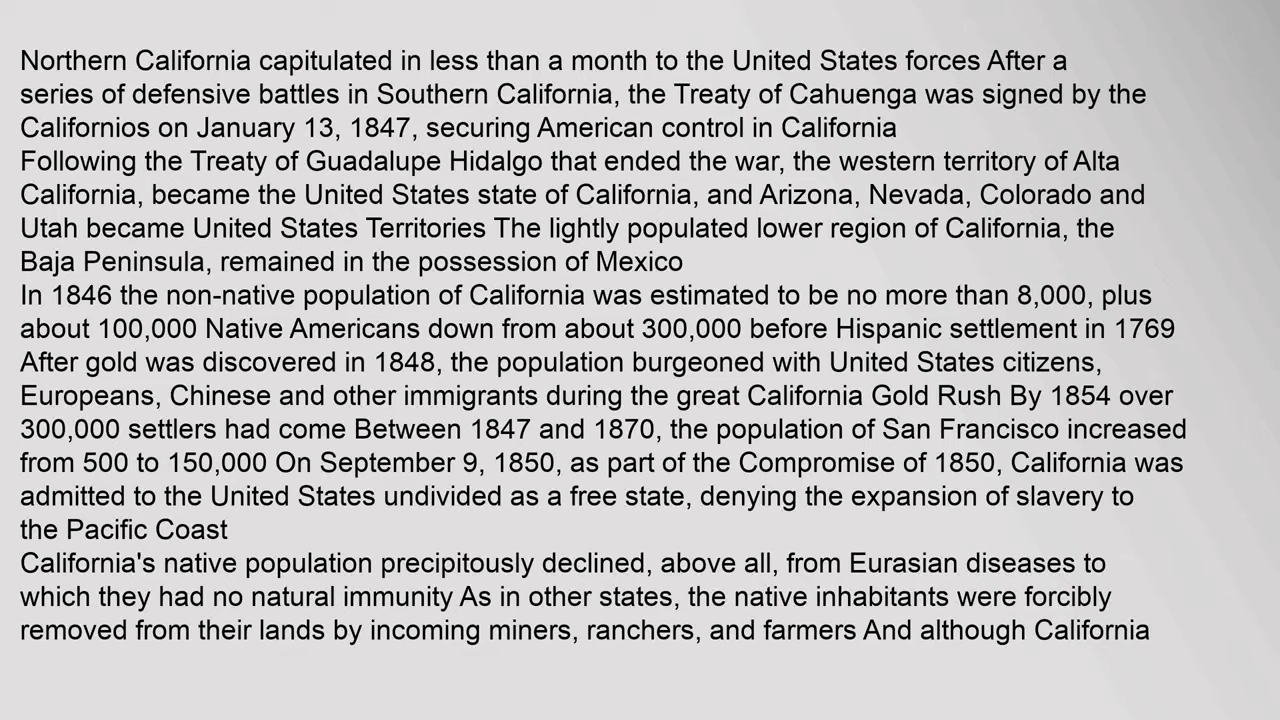 Northern California capitulated in less than a month to the United States forces After a
series of defensive battles in Southern California, the Treaty of Cahuenga was signed by the
Californios on January 13, 1847, securing American control in California
Following the Treaty of Guadalupe Hidalgo that ended the war, the western territory of Alta
California, became the United States state of California, and Arizona, Nevada, Colorado and
Utah became United States Territories The lightly populated lower region of California, the
Baja Peninsula, remained in the possession of Mexico
In 1846 the non-native population of California was estimated to be no more than 8,000, plus
about 100,000 Native Americans down from about 300,000 before Hispanic settlement in 1769
After gold was discovered in 1848, the population burgeoned with United States citizens,
Europeans, Chinese and other immigrants during the great California Gold Rush By 1854 over
300,000 settlers had come Between 1847 and 1870, the population of San Francisco increased
from 500 to 150,000 On September 9, 1850, as part of the Compromise of 1850, California was
admitted to the United States undivided as a free state, denying the expansion of slavery to
the Pacific Coast
California's native population precipitously declined, above all, from Eurasian diseases to
which they had no natural immunity As in other states, the native inhabitants were forcibly
removed from their lands by incoming miners, ranchers, and farmers And although California